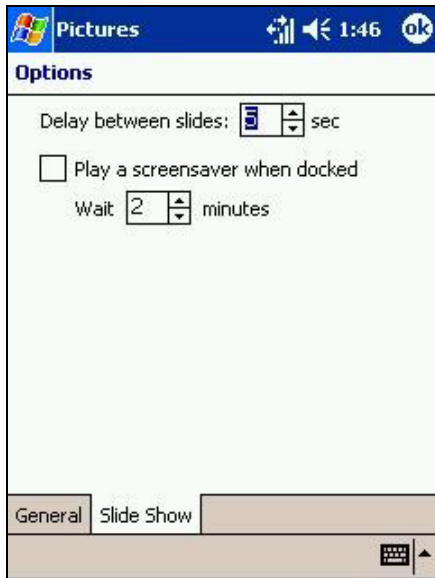 Pictures 1:46 ok
Options
Delay between slides: 5 sec
Play a screensaver when docked
Wait 2 minutes
General Slide Show